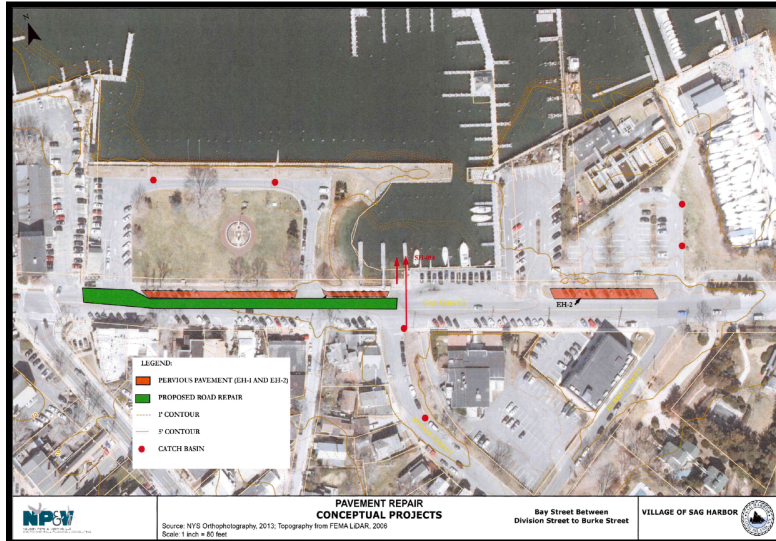 EH-2
LEGEND:
PERVIOUS PAVEMENT (EH-1 AND EH-2)
PROPOSED ROAD REPAIR
1' CONTOUR
5' CONTOUR
CATCH BASIN
NP&V
PAVEMENT REPAIR
CONCEPTUAL PROJECTS
Source: NYS Orthophotography, 2013; Topography from FEMA LiDAR, 2006
Scale: 1 inch = 80 feet
Bay Street Between
Division Street to Burke Street
VILLAGE OF SAG HARBOR